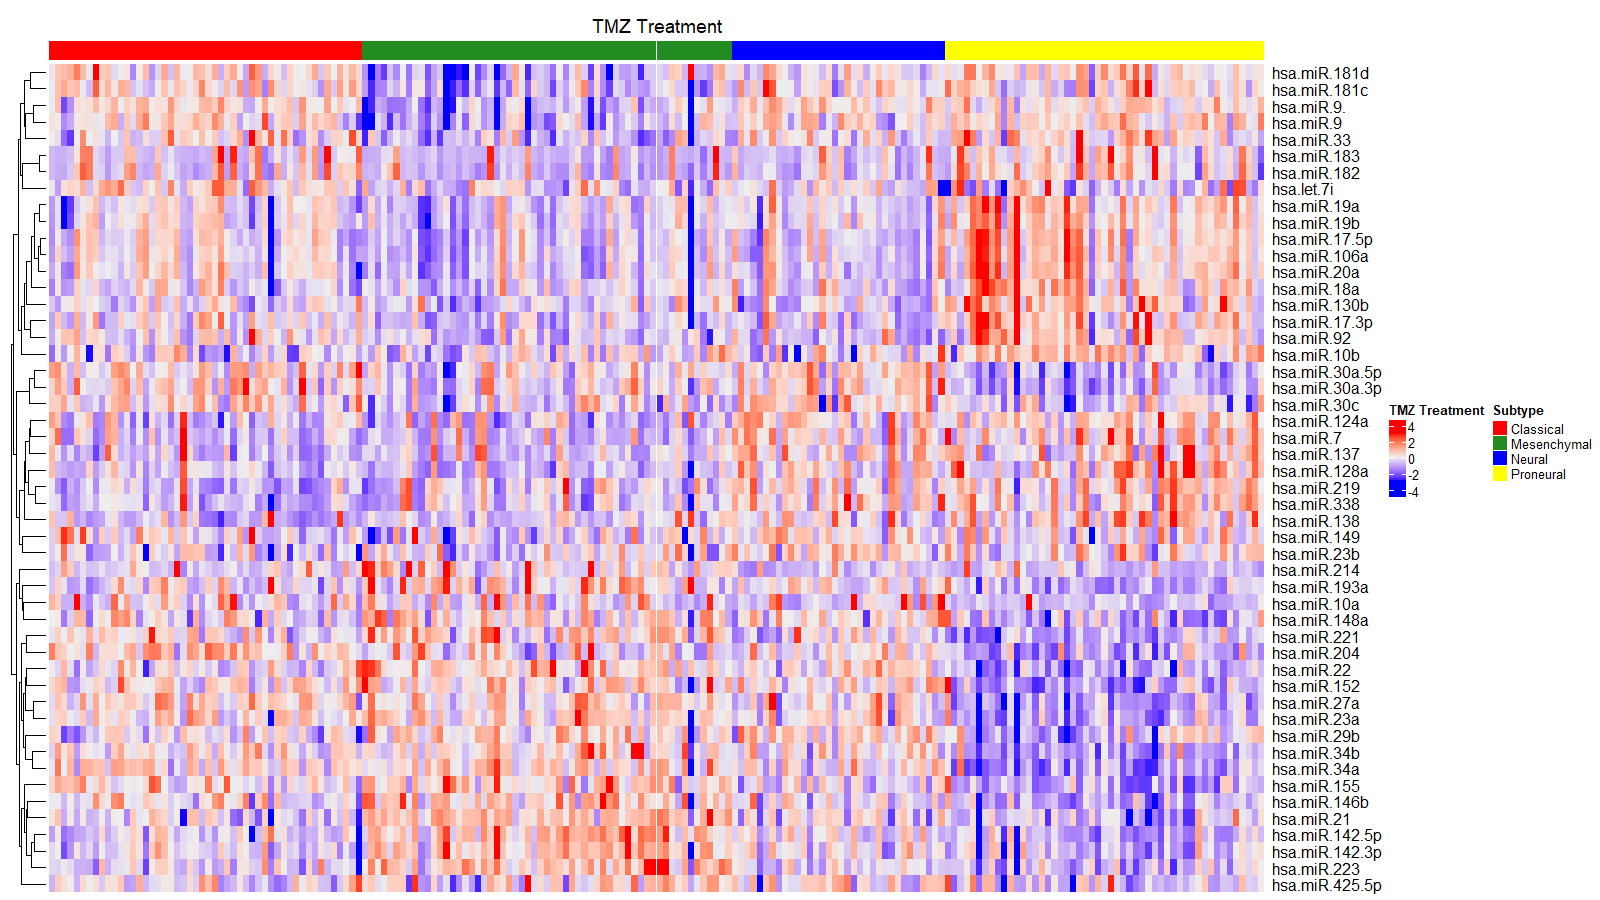 TMZ Treatment
hsa.miR.181d
hsa.miR.181c
hsa.miR.9.
hsa.miR.9
hsa.miR.33
hsa.miR.183
hsa.miR.182
hsa.let.7i
hsa.miR.19a
hsa.miR.19b
hsa.miR.17.5p
hsa.miR.106a
hsa.miR.20a
hsa.miR.18a
hsa.miR.130b
hsa.miR.17.3p
hsa.miR.92
hsa.miR.10b
hsa.miR.30a.5p
hsa.miR.30a.3p
hsa.miR.30c
hsa.miR.124a
hsa.miR.7
hsa.miR.137
hsa.miR.128a
hsa.miR.219
hsa.miR.338
hsa.miR.138
hsa.miR.149
hsa.miR.23b
hsa.miR.214
hsa.miR.193a
hsa.miR.10a
hsa.miR.148a
hsa.miR.221
hsa.miR.204
hsa.miR.22
hsa.miR.152
hsa.miR.27a
hsa.miR.23a
hsa.miR.29b
hsa.miR.34b
hsa.miR.34a
hsa.miR.155
hsa.miR.146b
hsa.miR.21
hsa.miR.142.5p
hsa.miR.142.3p
hsa.miR.223
hsa.miR.425.5p
TMZ Treatment
4
2
0
-2
-4
Subtype
Classical
Mesenchymal
Neural
Proneural